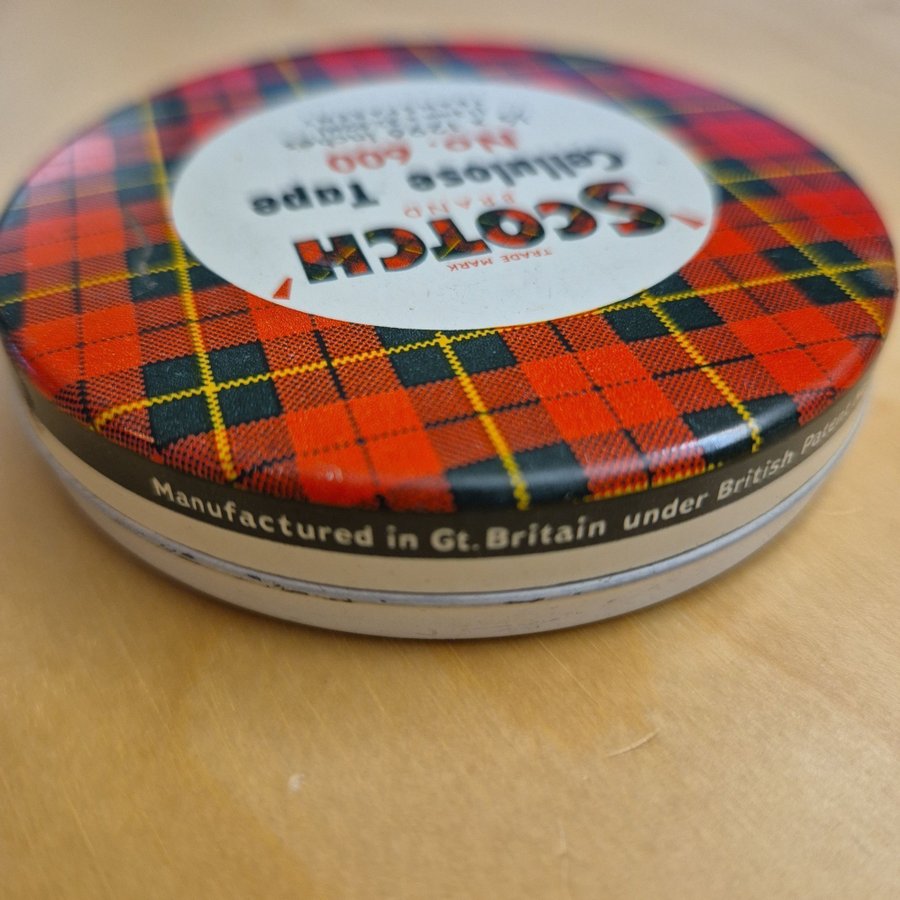 TRADE MARK
'SCOTCH'
BRAND
Cellulose Tape
No. 600
Manufactured in Gt. Britain under British Patent